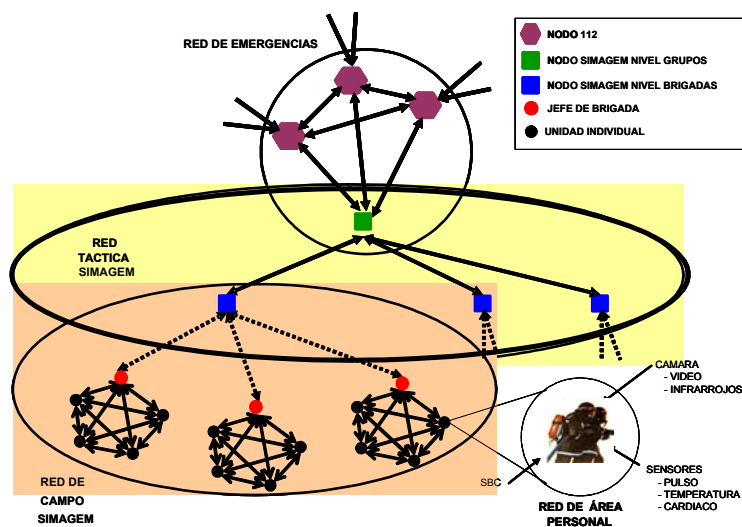 RED DE EMERGENCIAS
NODO 112
NODO SIMAGEM NIVEL GRUPOS
NODO SIMAGEM NIVEL BRIGADAS
JEFE DE BRIGADA
UNIDAD INDIVIDUAL
RED
TACTICA
SIMAGEM
CAMARA
- VIDEO
- INFRARROJOS
SBC
SENSORES
- PULSO
- TEMPERATURA
- CARDIACO
RED DE ÁREA
PERSONAL
RED DE
CAMPO
SIMAGEM